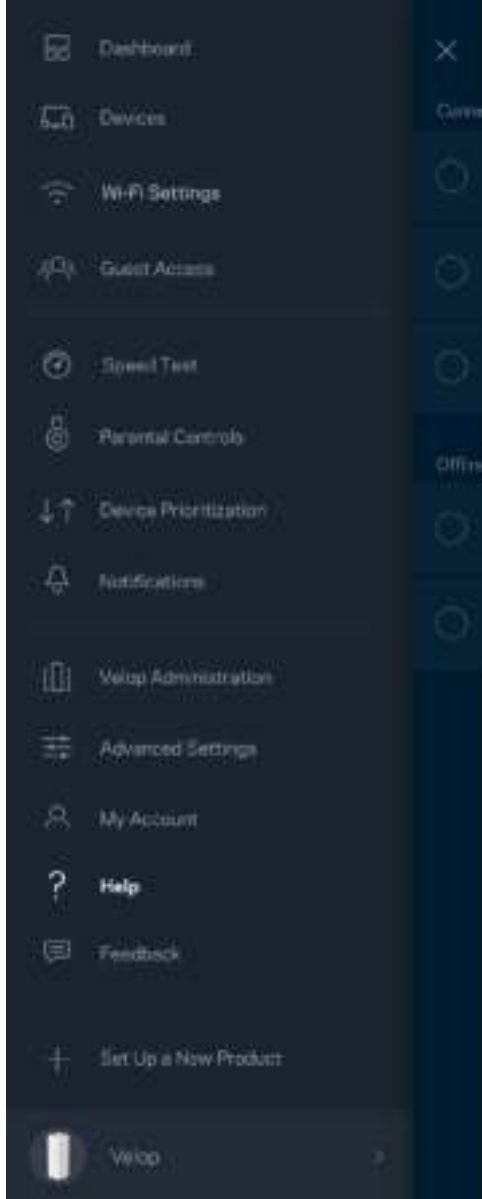 Dashboard
Devices
Wi-Fi Settings
Guest Access
Speed Test
Parental Controls
Device Prioritization
Notifications
Velop Administration
Advanced Settings
My Account
? Help
Feedback
+ Set Up a New Product
Velop